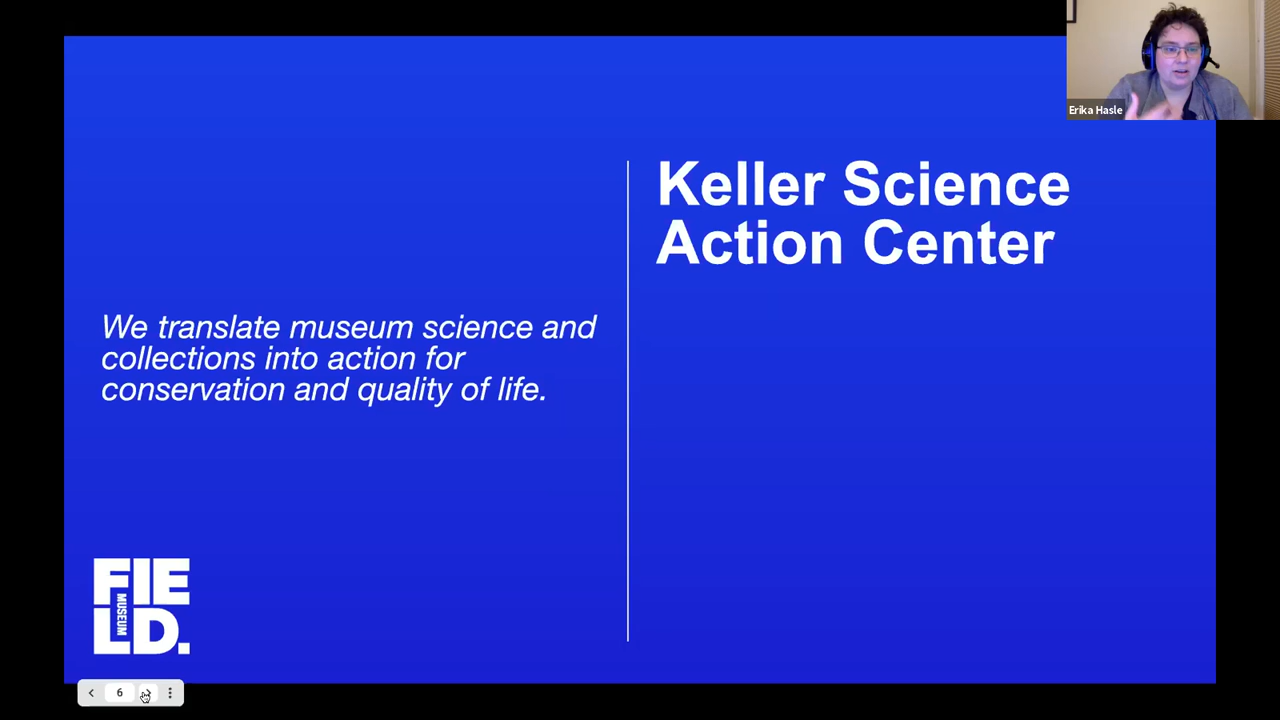 Erika Hasle
Keller Science
Action Center
We translate museum science and
collections into action for
conservation and quality of life.
FIE
MUSEUM
LD.
6